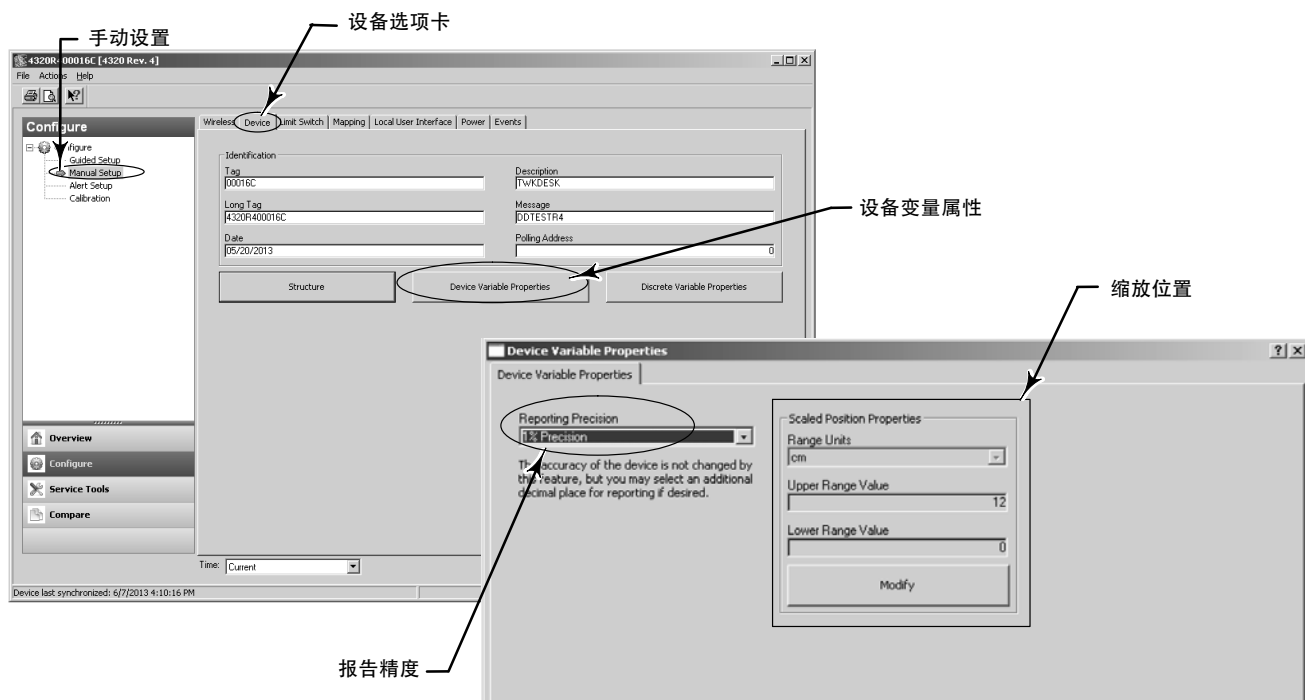 设备选项卡
手动设置
4320R400016C [4320 Rev. 4]
File Actions Help
Configure
Wireless Device Limit Switch Mapping Local User Interface Power Events
Configure
Guided Setup
Manual Setup
Alert Setup
Calibration
Identification
Tag
00016C
Description
TWKDESK
Long Tag
4320R400016C
Message
DDTESTR4
Date
05/20/2013
Polling Address
0
Structure
Device Variable Properties
Discrete Variable Properties
设备变量属性
缩放位置
Overview
Configure
Service Tools
Compare
Time: Current
Device last synchronized: 6/7/2013 4:10:16 PM
Device Variable Properties
Device Variable Properties
Reporting Precision
1% Precision
The accuracy of the device is not changed by
this feature, but you may select an additional
decimal place for reporting if desired.
Scaled Position Properties
Range Units
cm
Upper Range Value
12
Lower Range Value
0
Modify
报告精度